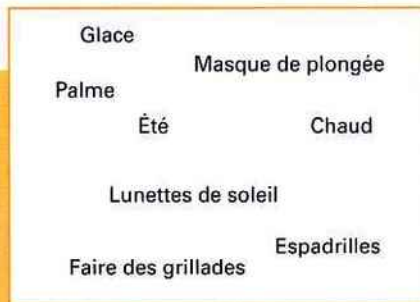 Glace
Masque de plongée
Palme
Été
Chaud
Lunettes de soleil
Espadrilles
Faire des grillades